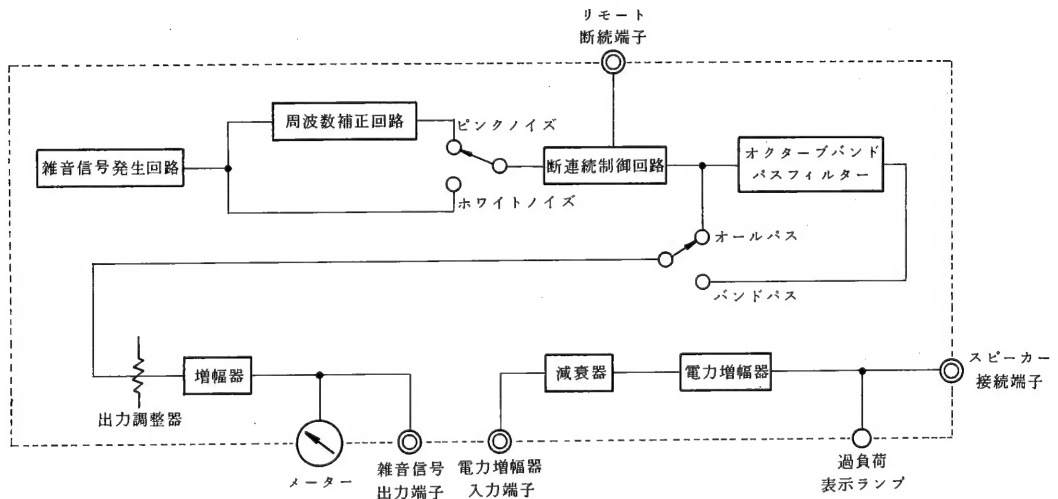 リモート
断続端子
周波数補正回路
ピンクノイズ
雑音信号発生回路
断連続制御回路
オクターブバンド
パスフィルター
ホワイトノイズ
オールパス
バンドパス
増幅器
減衰器
電力増幅器
スピーカー
接続端子
出力調整器
メーター
雑音信号
出力端子
電力増幅器
入力端子
過負荷
表示ランプ